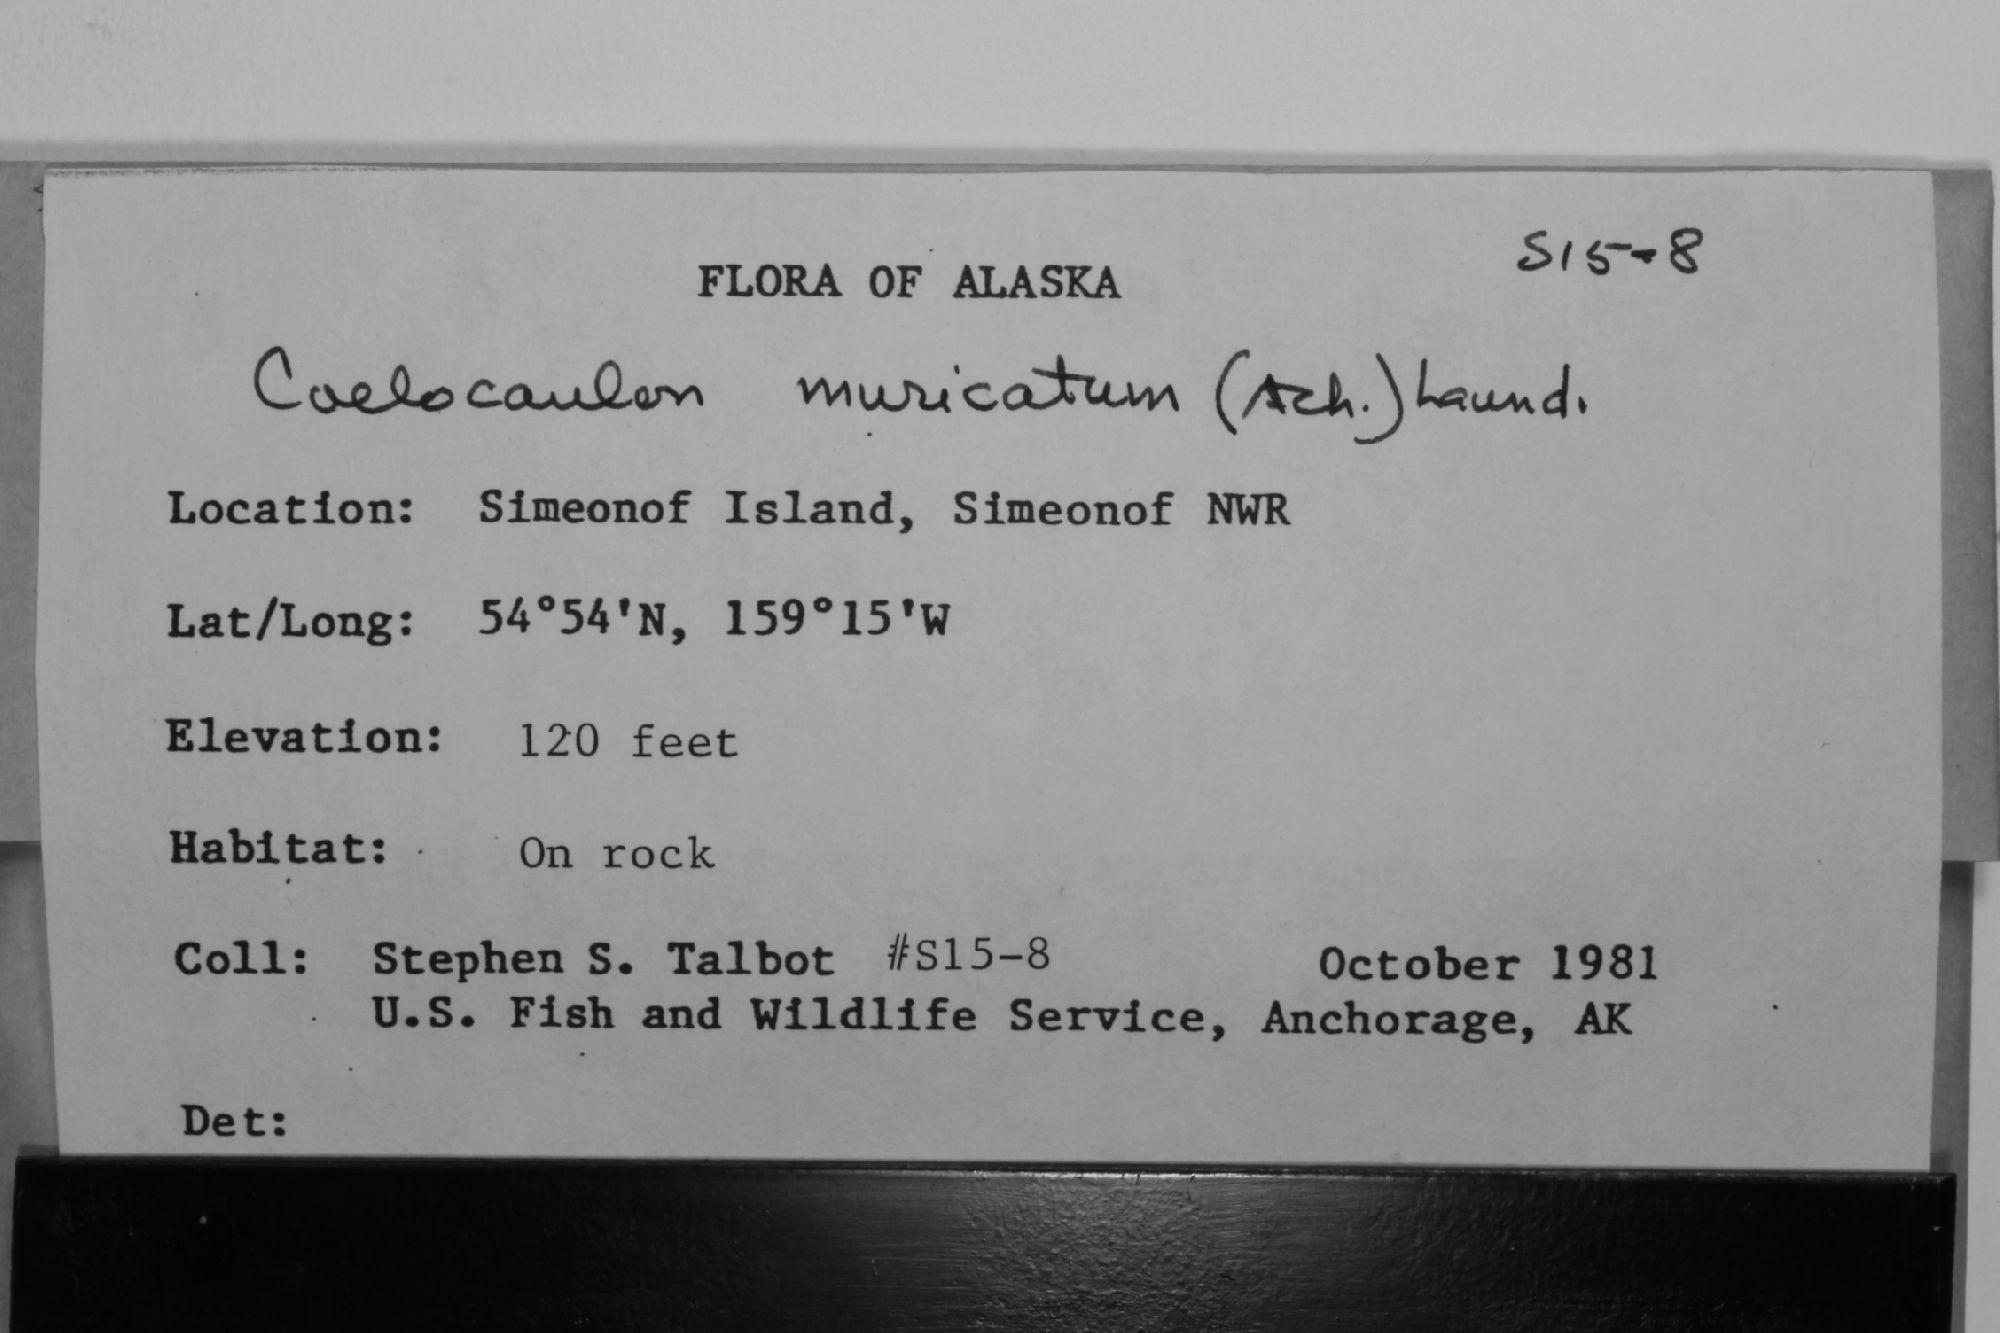 S15-8
FLORA OF ALASKA
Coelocaulon muricatum (Ach.) Laund.
Location: Simeonof Island, Simeonof NWR
Lat/Long: 54°54'N, 159°15'W
Elevation: 120 feet
Habitat: On rock
Coll: Stephen S. Talbot #S15-8 October 1981
U.S. Fish and Wildlife Service, Anchorage, AK
Det: